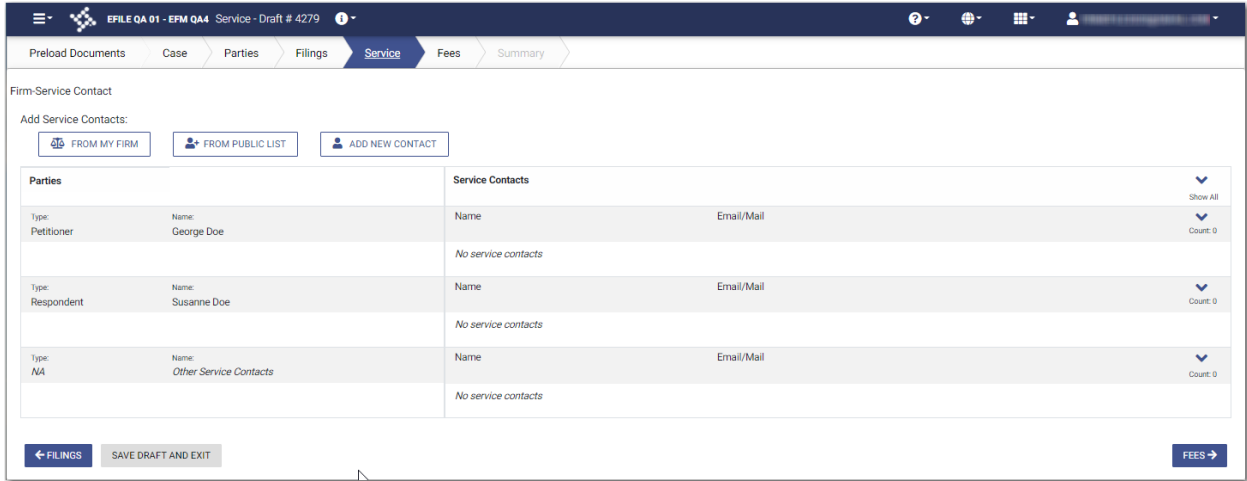 EFILE QA 01 - EFM QA4 Service - Draft # 4279
Preload Documents Case Parties Filings Service Fees Summary
Firm-Service Contact
Add Service Contacts:
FROM MY FIRM FROM PUBLIC LIST ADD NEW CONTACT
Parties Service Contacts
Show All
Type: Name: Name Email/Mail
Petitioner George Doe Count: 0
No service contacts
Type: Name: Name Email/Mail
Respondent Susanne Doe Count: 0
No service contacts
Type: Name: Name Email/Mail
NA Other Service Contacts Count: 0
No service contacts
FILINGS SAVE DRAFT AND EXIT FEES